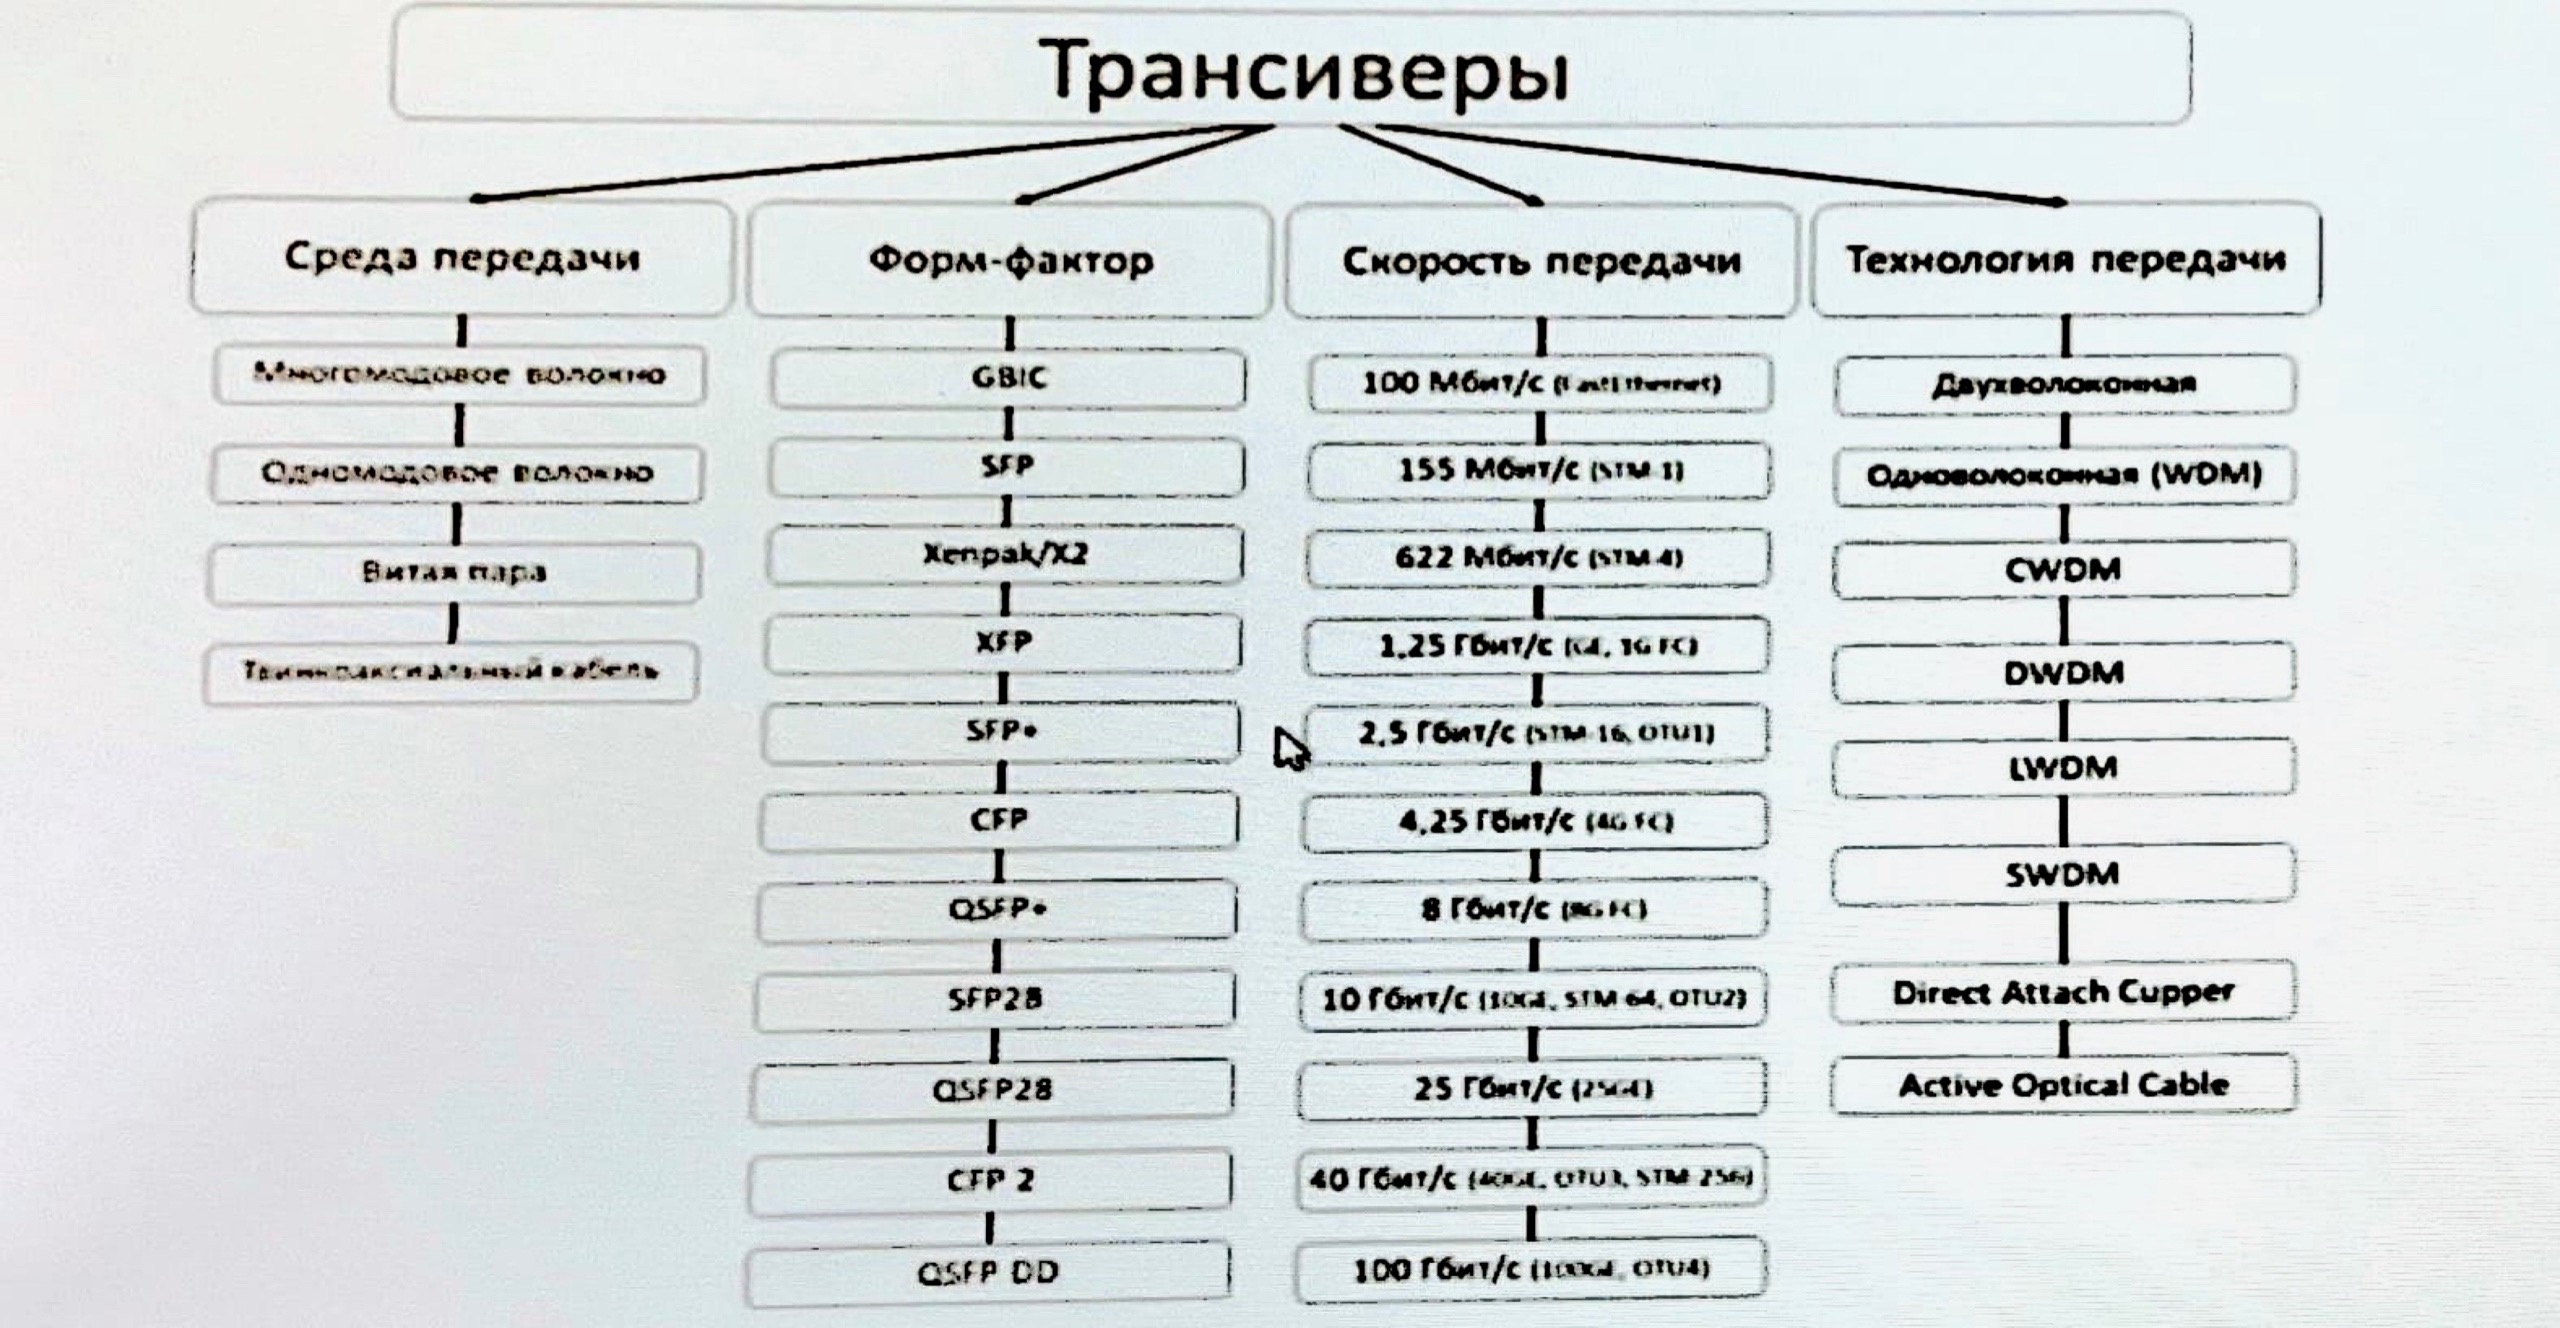 Трансиверы
Среда передачи
Многомодовое волокно
Одномодовое волокно
Витая пара
Твинаксиальный кабель
Форм-фактор
GBIC
SFP
Xenpak/X2
XFP
SFP+
CFP
QSFP+
SFP28
QSFP28
CFP 2
QSFP DD
Скорость передачи
100 Мбит/с (Fast Ethernet)
155 Мбит/с (STM-1)
622 Мбит/с (STM-4)
1,25 Гбит/с (GE, 1G FC)
2,5 Гбит/с (STM-16, OTU1)
4,25 Гбит/с (4G FC)
8 Гбит/с (8G FC)
10 Гбит/с (10GE, STM-64, OTU2)
25 Гбит/с (25GE)
40 Гбит/с (40GE, OTU3, STM-256)
100 Гбит/с (100GE, OTU4)
Технология передачи
Двухволоконная
Одноволоконная (WDM)
CWDM
DWDM
LWDM
SWDM
Direct Attach Cupper
Active Optical Cable